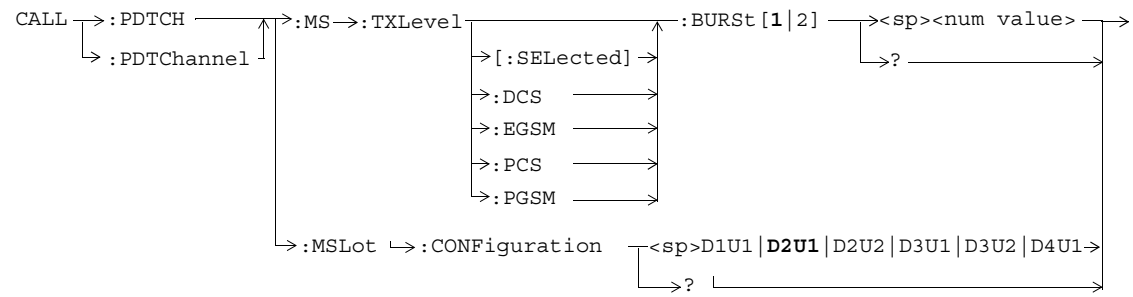 CALL :PDTCH :MS :TXLevel :BURSt[1|2] <sp><num value>
:PDTChannel [:SELected] ?
:DCS
:EGSM
:PCS
:PGSM
:MSLot :CONFiguration <sp>D1U1|D2U1|D2U2|D3U1|D3U2|D4U1
?